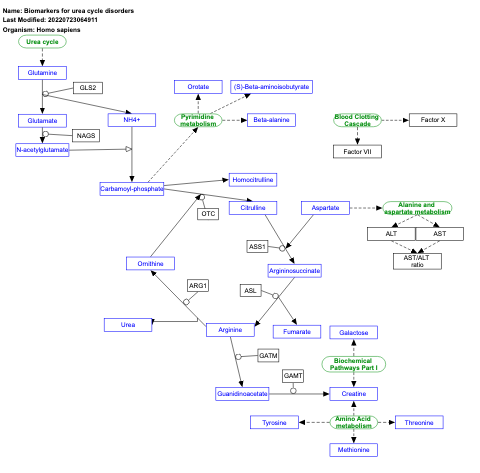 Name: Biomarkers for urea cycle disorders
Last Modified: 20220723064911
Organism: Homo sapiens
Urea cycle
Glutamine
GLS2
Orotate
(S)-Beta-aminoisobutyrate
Glutamate
NH4+
Pyrimidine
metabolism
Beta-alanine
Blood Clotting
Cascade
Factor X
NAGS
N-acetylglutamate
Factor VII
Carbamoyl-phosphate
Homocitrulline
OTC
Citrulline
Aspartate
Alanine and
aspartate metabolism
ALT
AST
ASS1
AST/ALT
ratio
Ornithine
Argininosuccinate
ARG1
ASL
Urea
Arginine
Fumarate
Galactose
GATM
Biochemical
Pathways Part I
GAMT
Guanidinoacetate
Creatine
Tyrosine
Amino Acid
metabolism
Threonine
Methionine